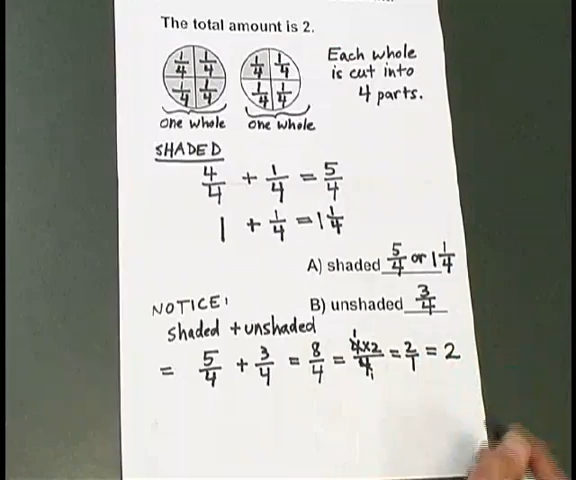 The total amount is 2.
1/4 1/4 1/4 1/4
1/4 1/4 1/4 1/4
Each whole
is cut into
4 parts.
one whole one whole
SHADED
4/4 + 1/4 = 5/4
1 + 1/4 = 1 1/4
A) shaded 5/4 or 1 1/4
B) unshaded 3/4
NOTICE:
shaded + unshaded
= 5/4 + 3/4 = 8/4 = 4x2/4 = 2/1 = 2